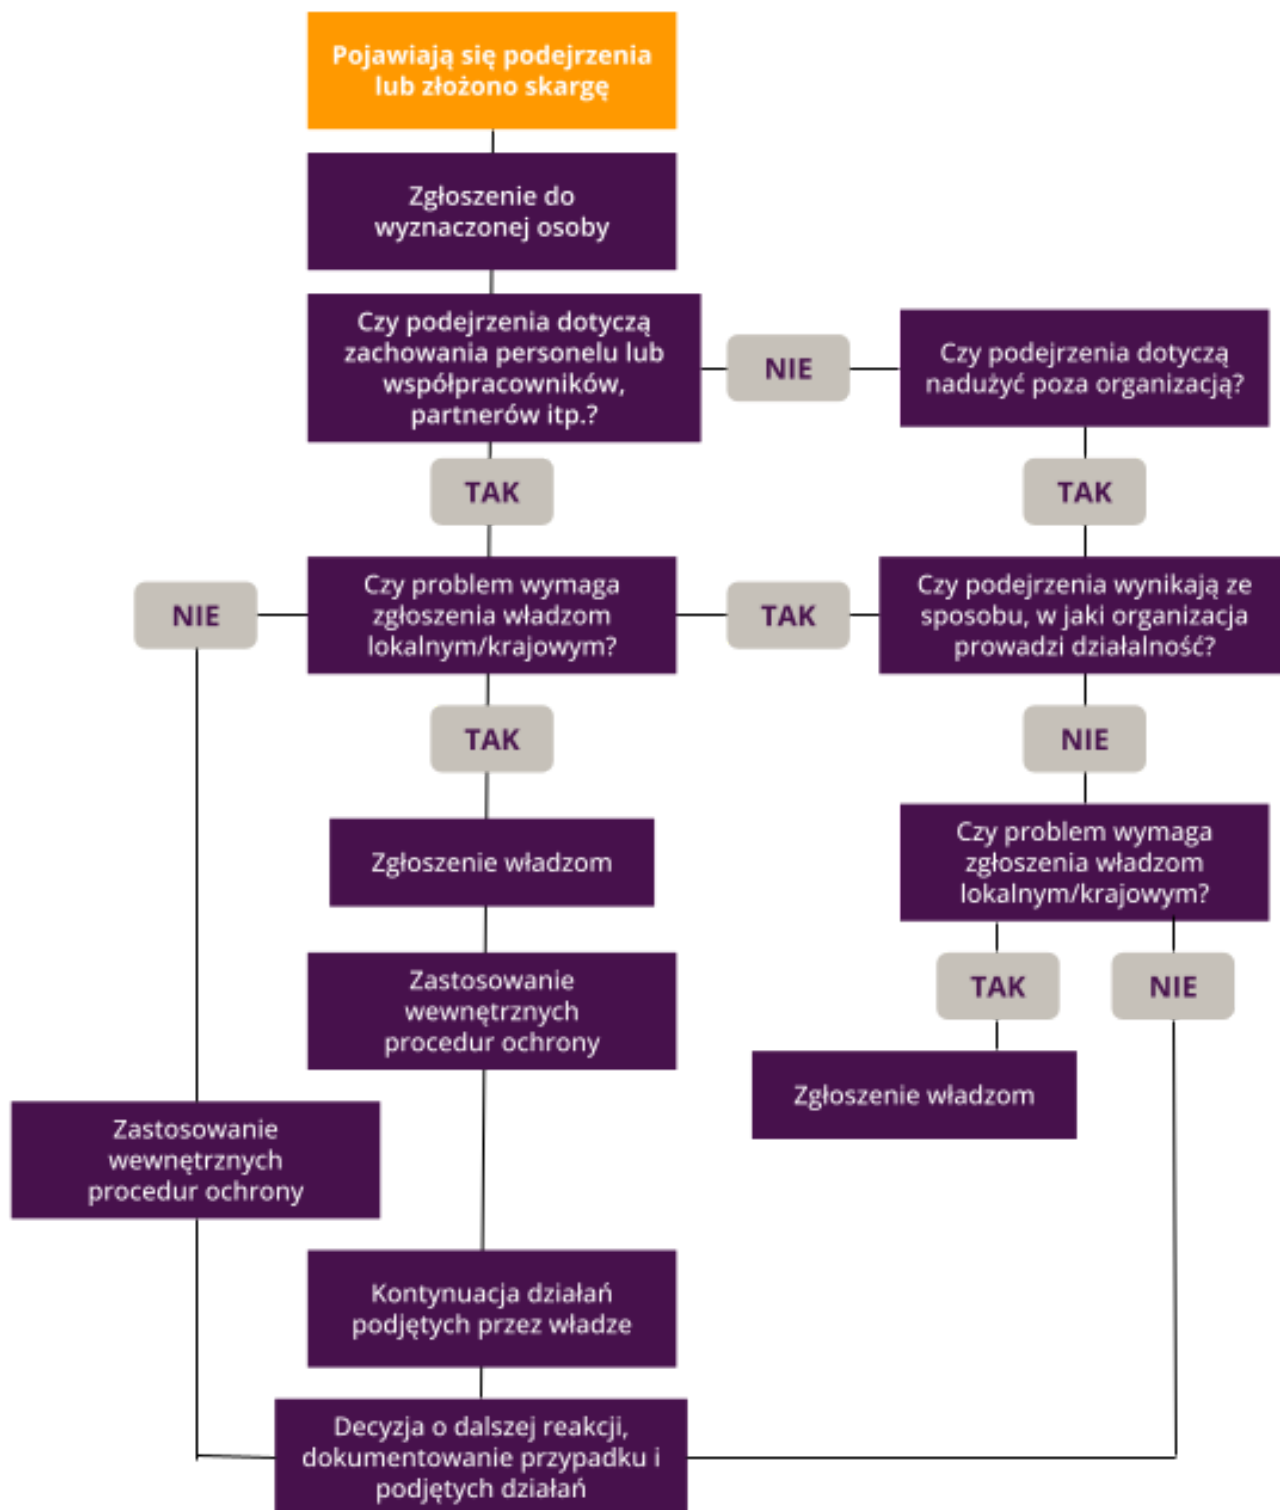 Pojawiają się podejrzenia
lub złożono skargę
Zgłoszenie do
wyznaczonej osoby
Czy podejrzenia dotyczą
zachowania personelu lub
współpracowników,
partnerów itp.?
NIE
Czy podejrzenia dotyczą
nadużyć poza organizacją?
TAK
TAK
NIE
Czy problem wymaga
zgłoszenia władzom
lokalnym/krajowym?
TAK
Czy podejrzenia wynikają ze
sposobu, w jaki organizacja
prowadzi działalność?
TAK
NIE
Zgłoszenie władzom
Czy problem wymaga
zgłoszenia władzom
lokalnym/krajowym?
Zastosowanie
wewnętrznych
procedur ochrony
TAK
NIE
Zgłoszenie władzom
Zastosowanie
wewnętrznych
procedur ochrony
Kontynuacja działań
podjętych przez władze
Decyzja o dalszej reakcji,
dokumentowanie przypadku i
podjętych działań